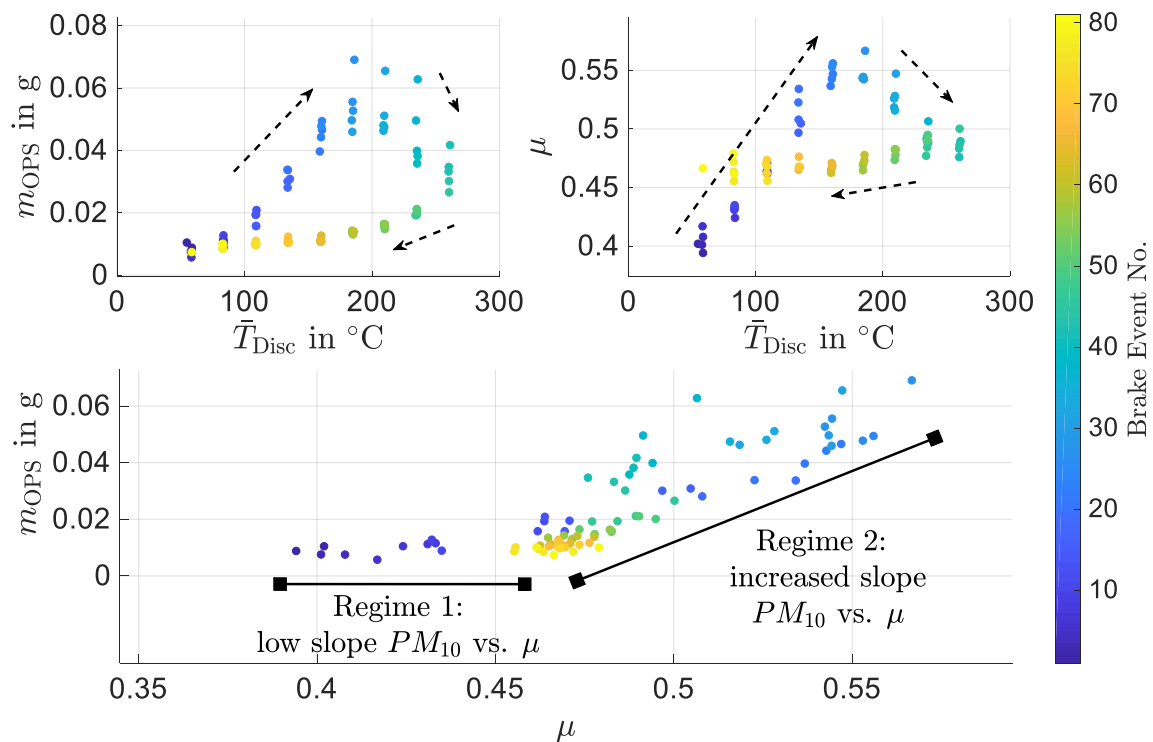 0.08
0.06
0.04
0.02
0
m_OPS in g
0 100 200 300
T̄_Disc in °C
0.55
0.5
0.45
0.4
μ
0 100 200 300
T̄_Disc in °C
80
70
60
50
40
30
20
10
Brake Event No.
0.06
0.04
0.02
0
m_OPS in g
Regime 1:
low slope PM₁₀ vs. μ
Regime 2:
increased slope
PM₁₀ vs. μ
0.35 0.4 0.45 0.5 0.55
μ